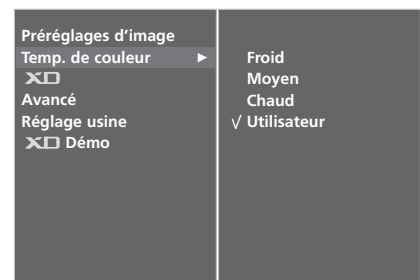 Préréglages d'image
Temp. de couleur ►
XD
Avancé
Réglage usine
XD Démo
Froid
Moyen
Chaud
√ Utilisateur